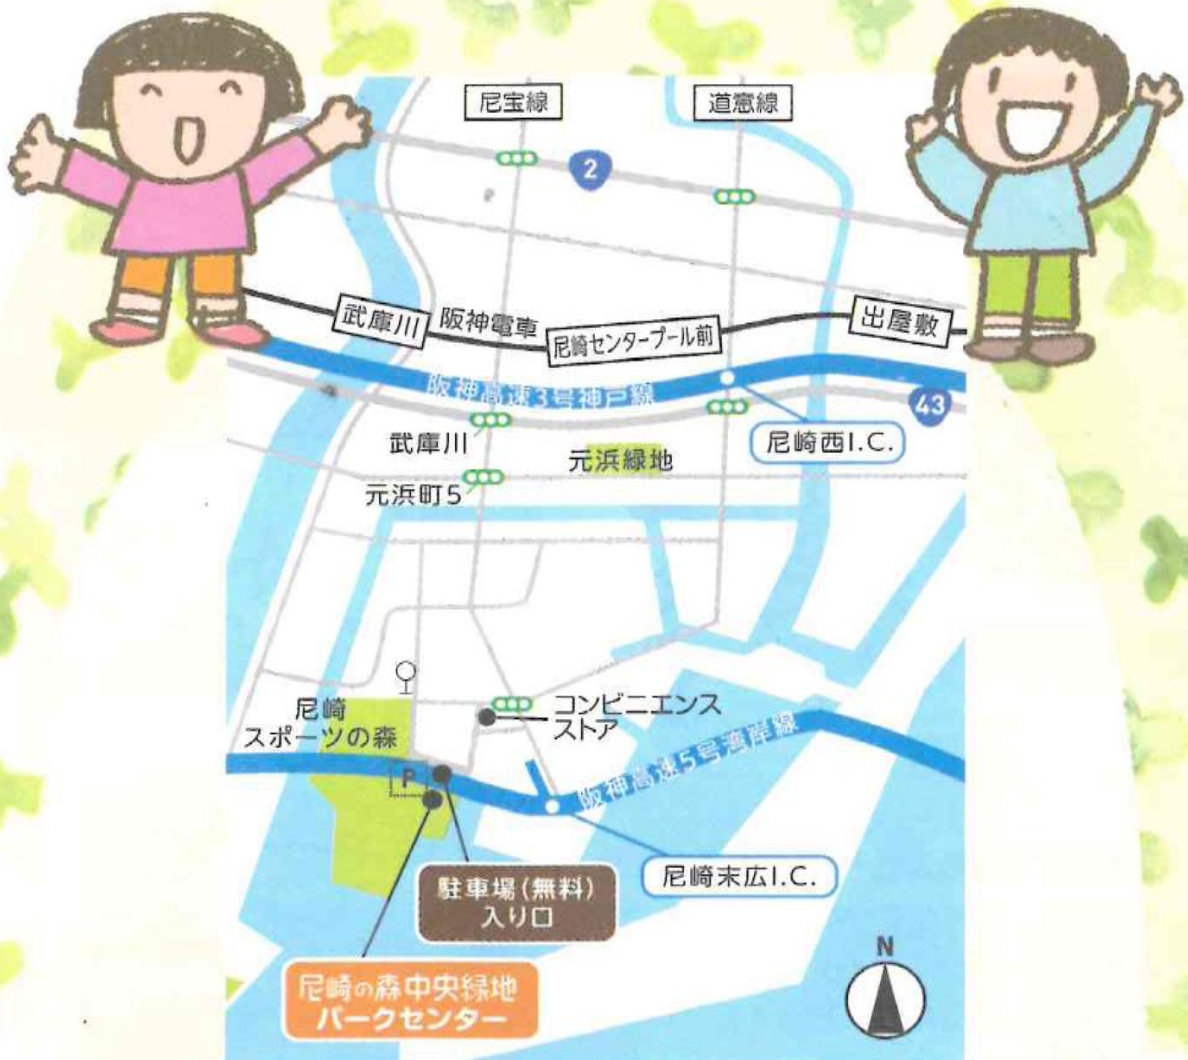 尼宝線
道意線
2
武庫川
阪神電車
尼崎センタープール前
出屋敷
阪神高速3号神戸線
43
武庫川
元浜緑地
尼崎西I.C.
元浜町5
尼崎
スポーツの森
コンビニエンス
ストア
阪神高速5号湾岸線
P
尼崎末広I.C.
駐車場(無料)
入り口
尼崎の森中央緑地
パークセンター
N